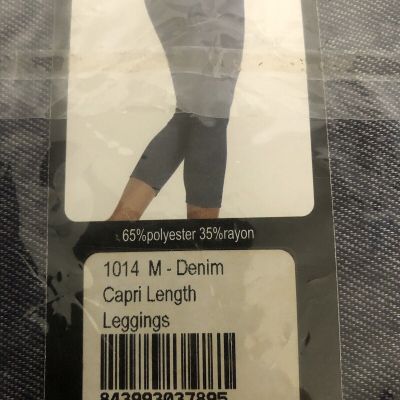 65%polyester 35%rayon
1014 M - Denim
Capri Length
Leggings
843993037895